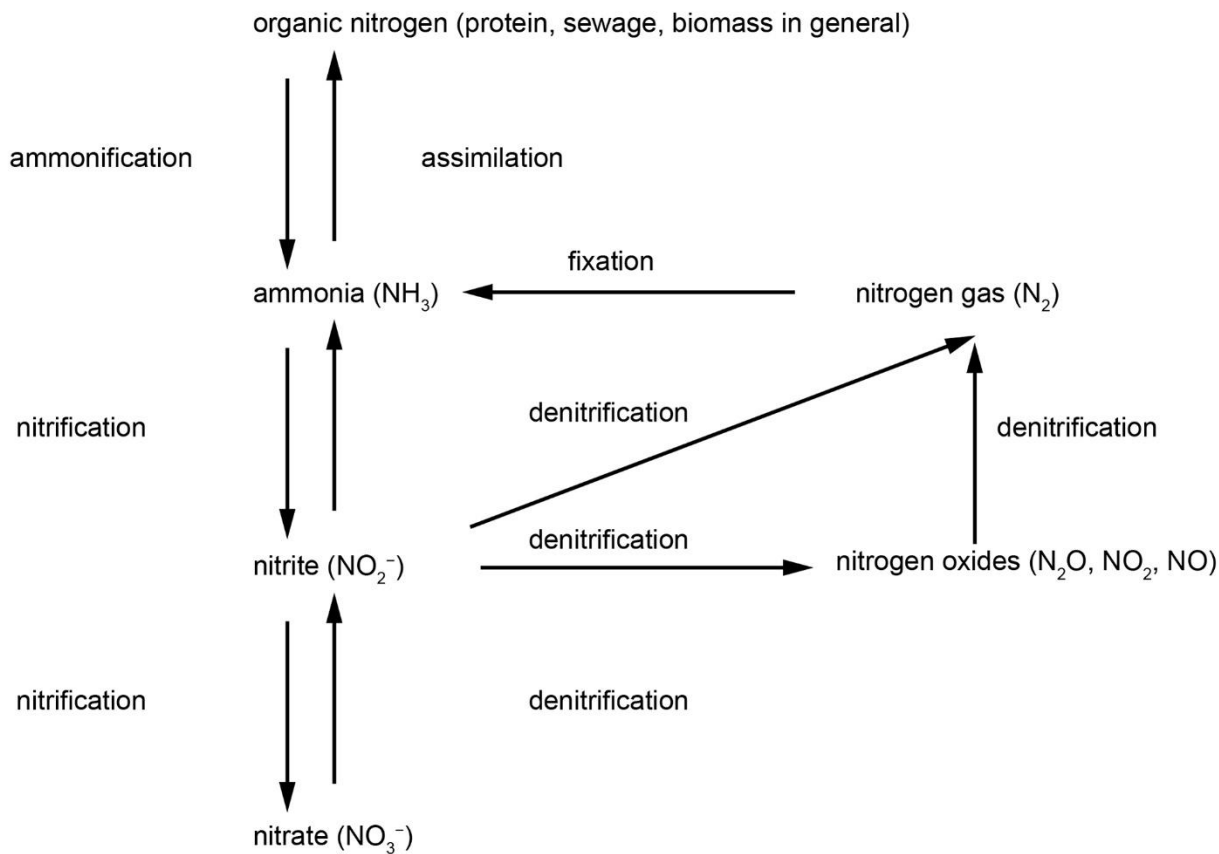 organic nitrogen (protein, sewage, biomass in general)
ammonification
assimilation
fixation
ammonia (NH₃)
nitrogen gas (N₂)
nitrification
denitrification
denitrification
denitrification
nitrite (NO₂⁻)
nitrogen oxides (N₂O, NO₂, NO)
nitrification
denitrification
nitrate (NO₃⁻)